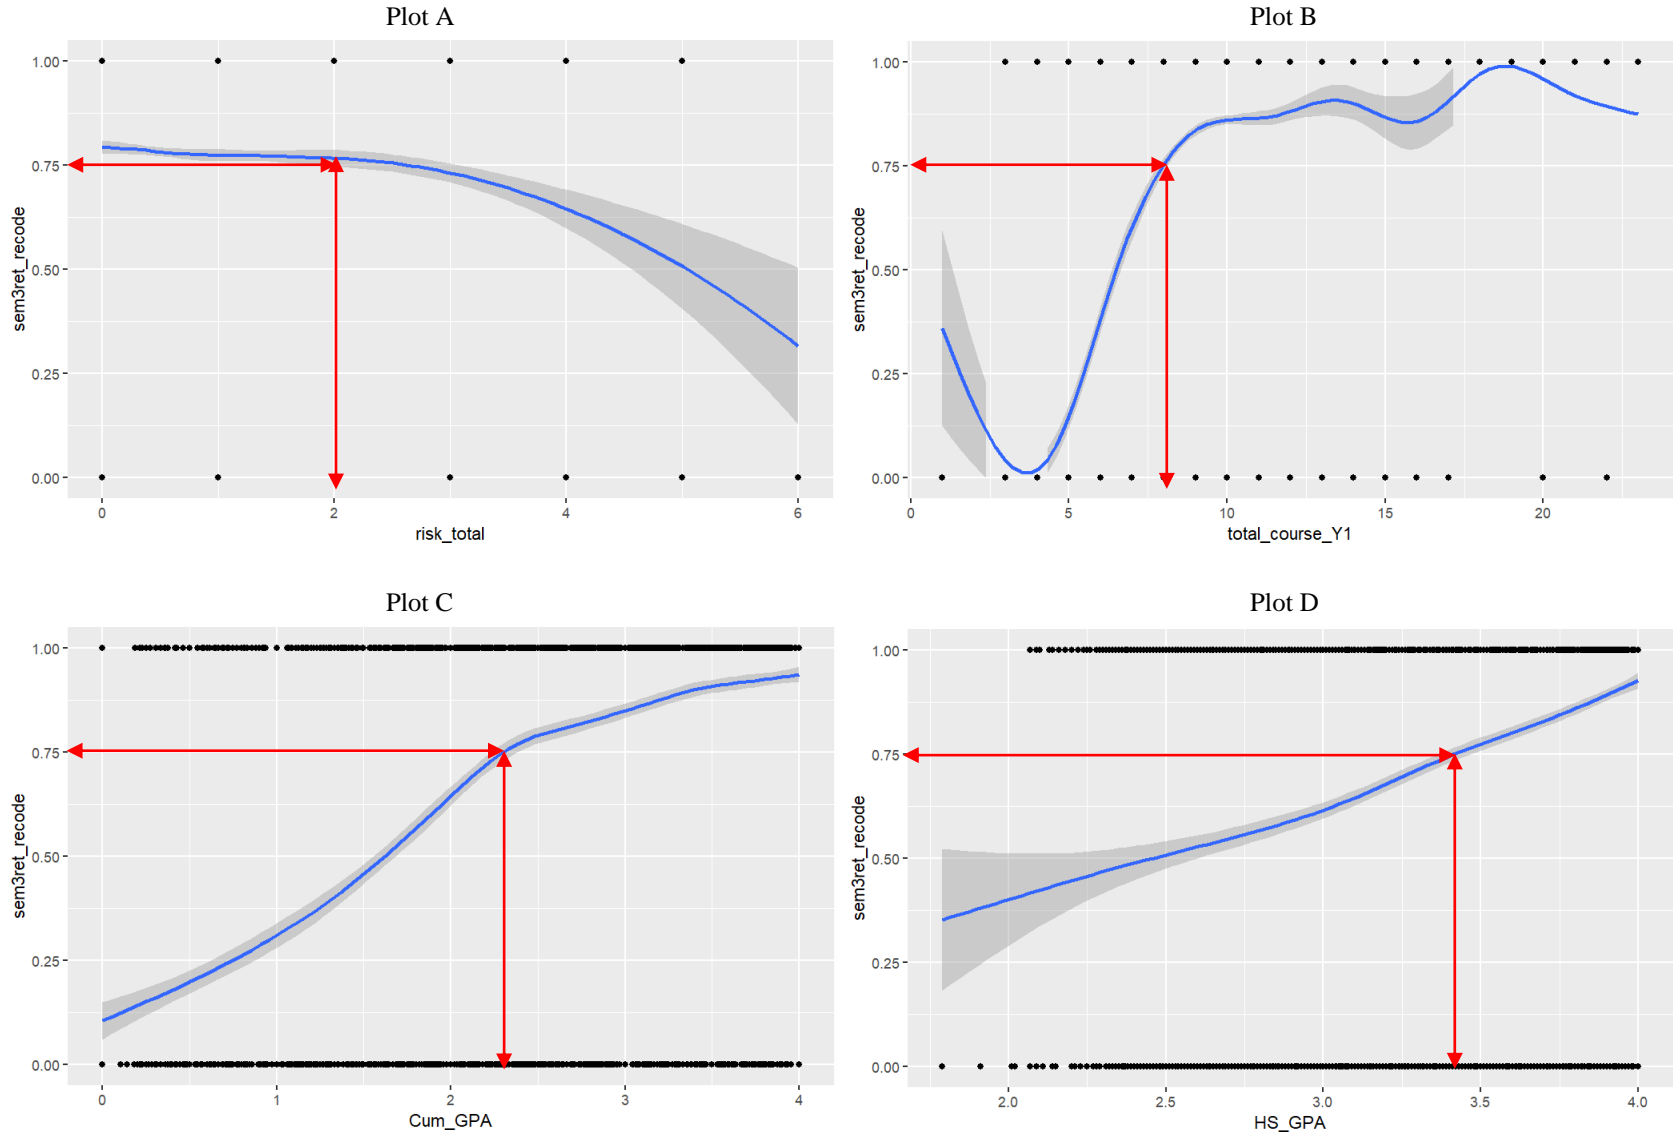 Plot A
1.00
0.75
0.50
0.25
0.00
sem3ret_recode
0 2 4 6
risk_total
Plot B
1.00
0.75
0.50
0.25
0.00
sem3ret_recode
0 5 10 15 20
total_course_Y1
Plot C
1.00
0.75
0.50
0.25
0.00
sem3ret_recode
0 1 2 3 4
Cum_GPA
Plot D
1.00
0.75
0.50
0.25
0.00
sem3ret_recode
2.0 2.5 3.0 3.5 4.0
HS_GPA